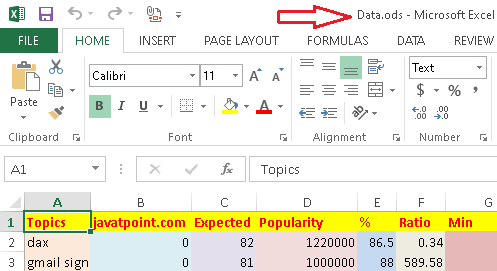 Data.ods - Microsoft Excel
FILE HOME INSERT PAGE LAYOUT FORMULAS DATA REVIEW
Paste
Calibri 11
B I U A A A
Text
$ % ,
.00 .0
Clipboard Font Alignment Number
A1 fx Topics
A B C D E F G
1 Topics javatpoint.com Expected Popularity % Ratio Min
2 dax 0 82 1220000 86.5 0.34
3 gmail sign 0 81 1000000 88 589.58